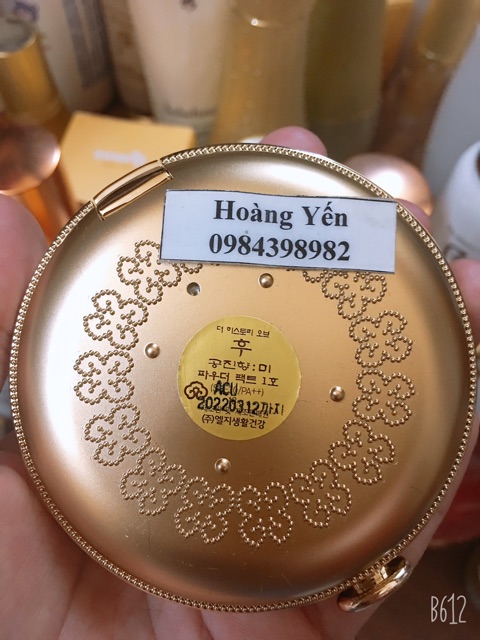 Hoàng Yến
0984398982
더 히스토리 오브
후
공진향:미
파우더 팩트 1호
/PA++)
ACU
20220312까지
(주)엘지생활건강
B612